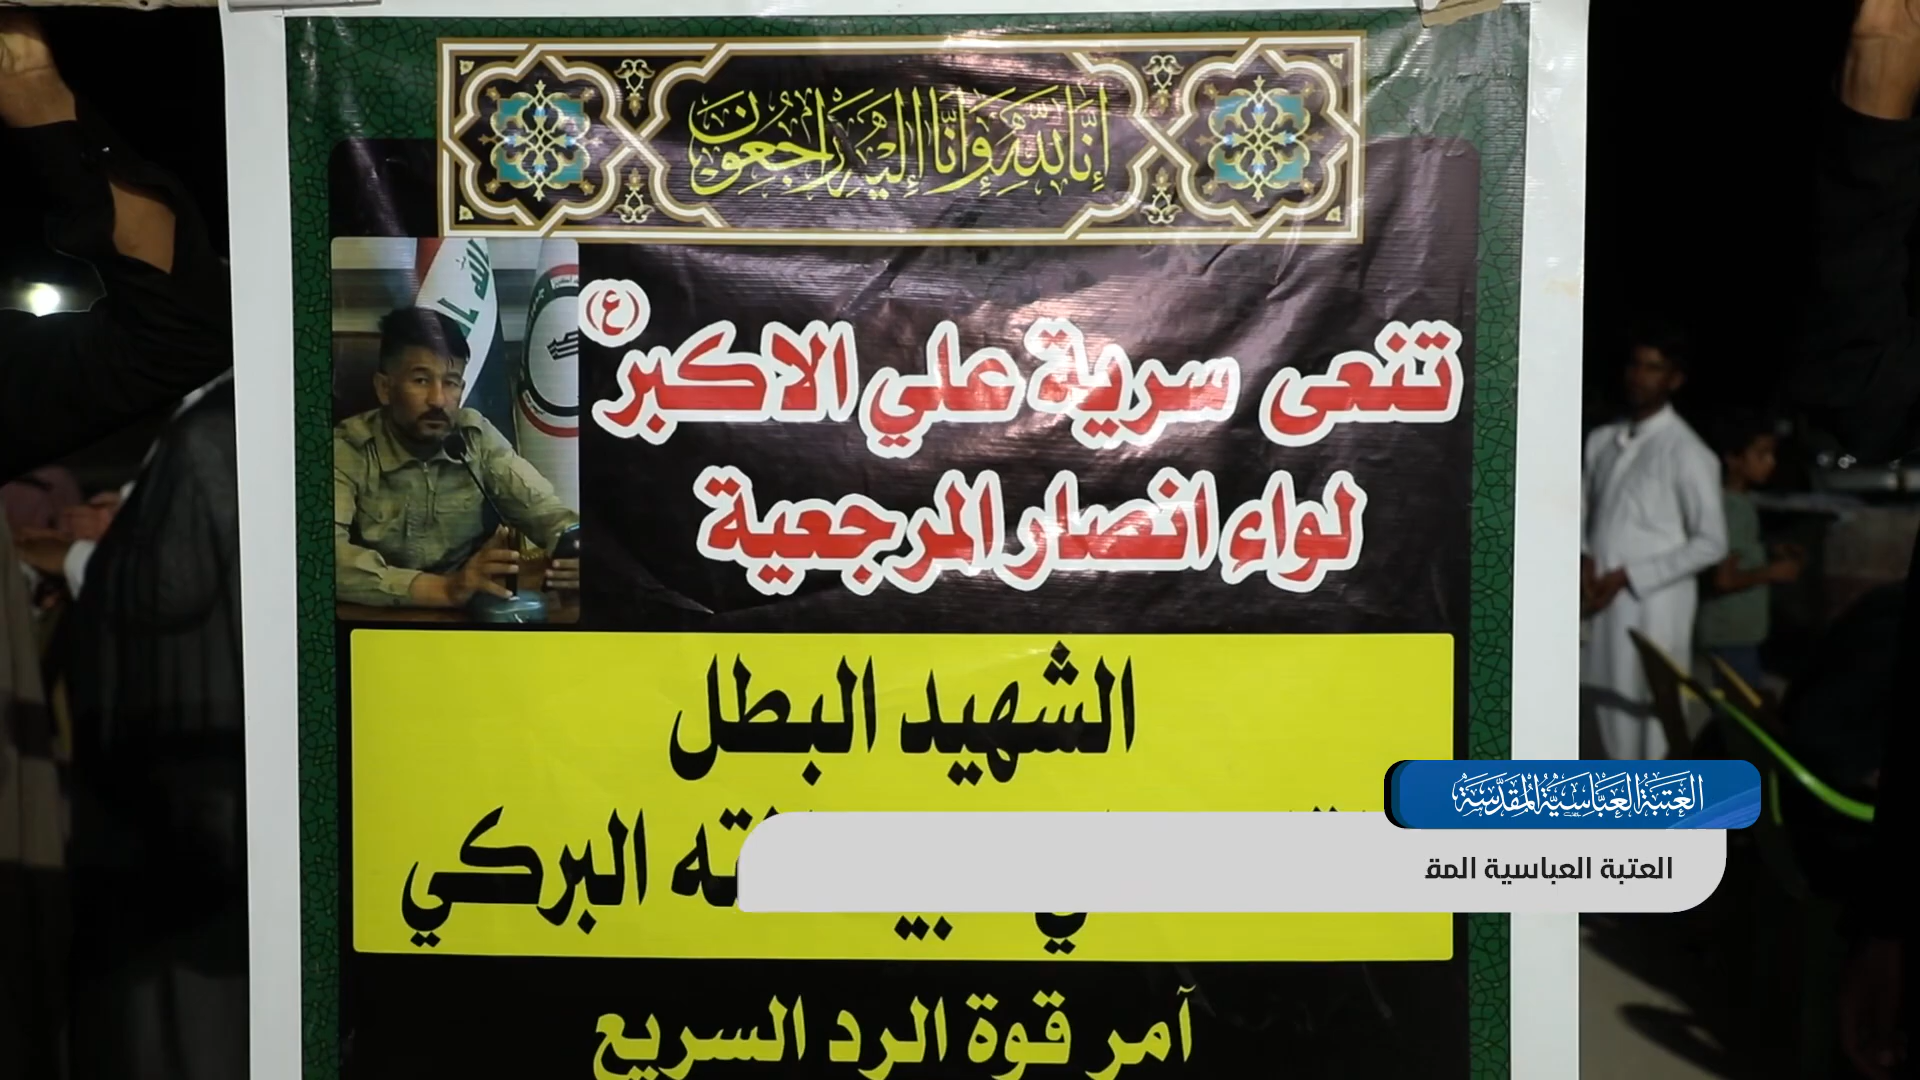 إنا لله وإنا إليه راجعون
تنعى سرية علي الاكبر (ع)
لواء انصار المرجعية
الشهيد البطل
البركي
آمر قوة الرد السريع
العتبة العباسية المقدسة
العتبة العباسية المق